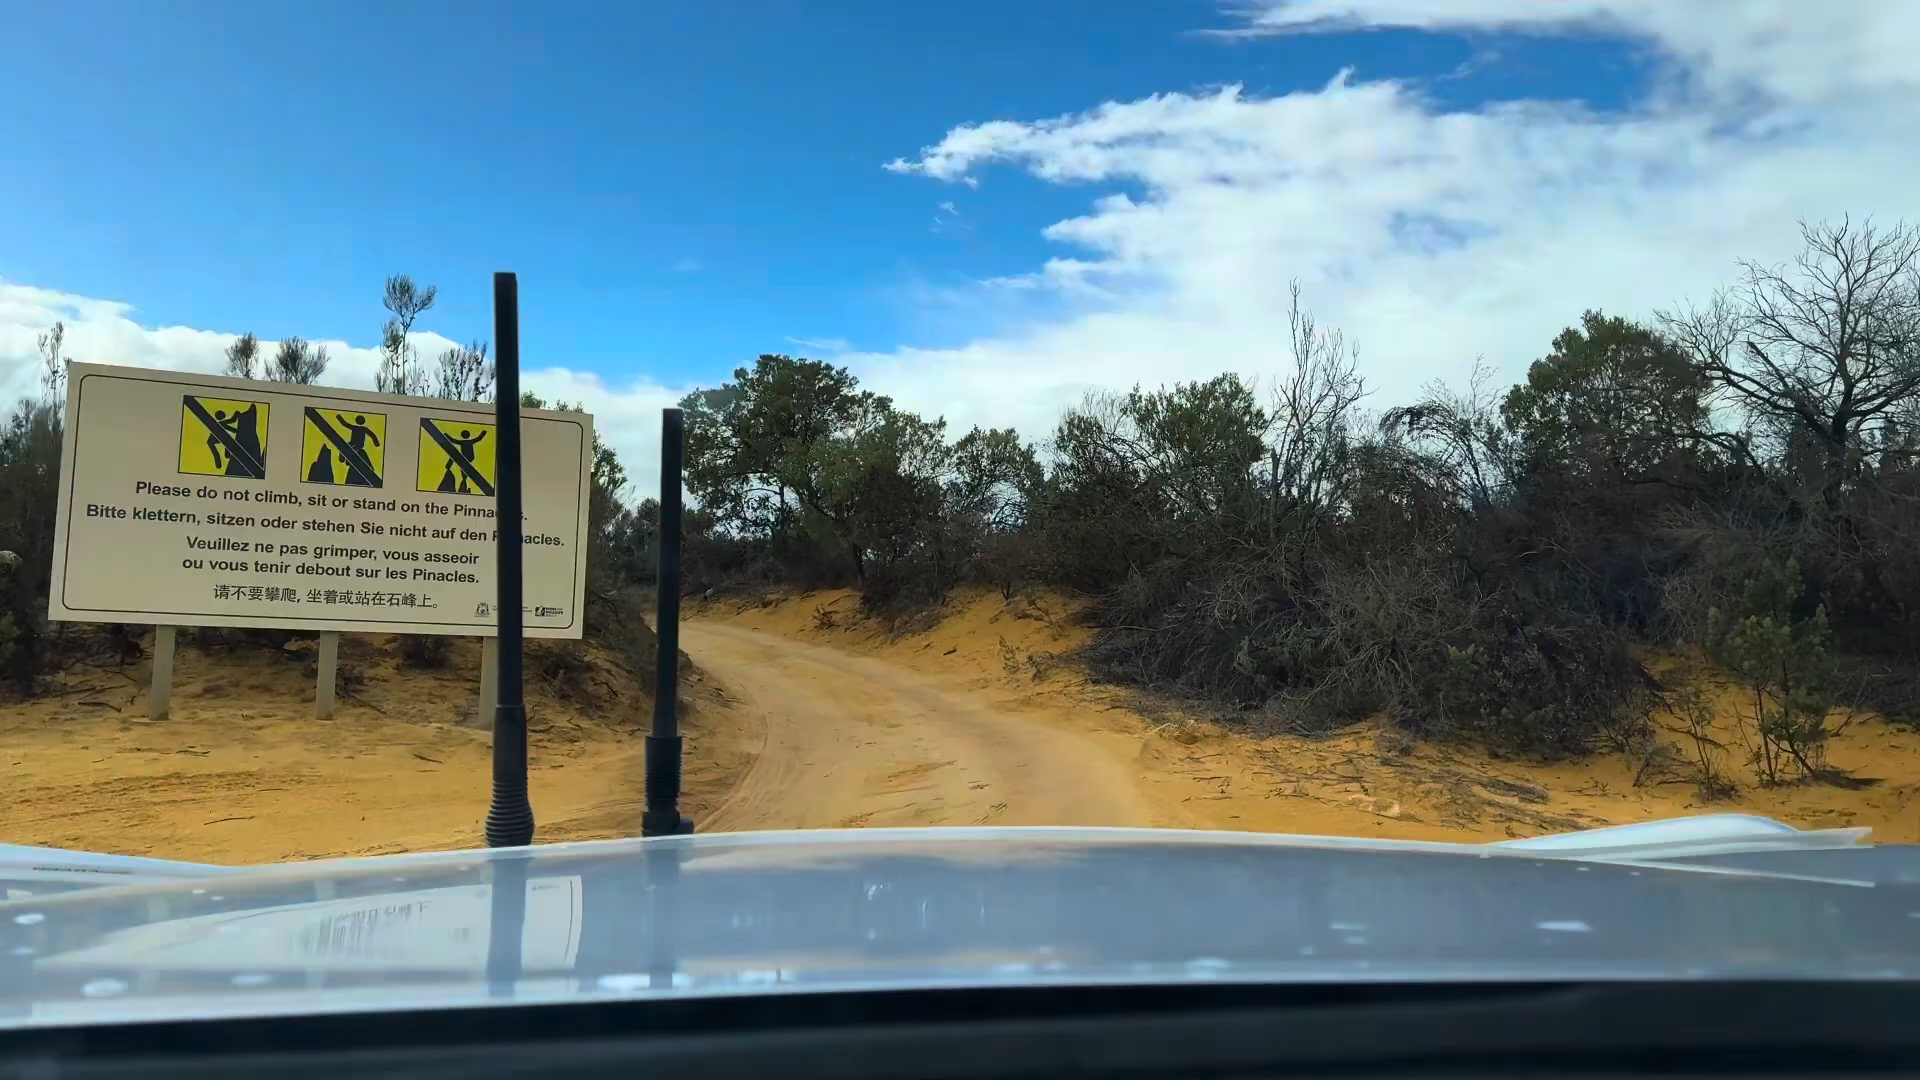 Please do not climb, sit or stand on the Pinna
Bitte klettern, sitzen oder stehen Sie nicht auf den   nacles.
Veuillez ne pas grimper, vous asseoir
ou vous tenir debout sur les Pinacles.
请不要攀爬, 坐着或站在石峰上。